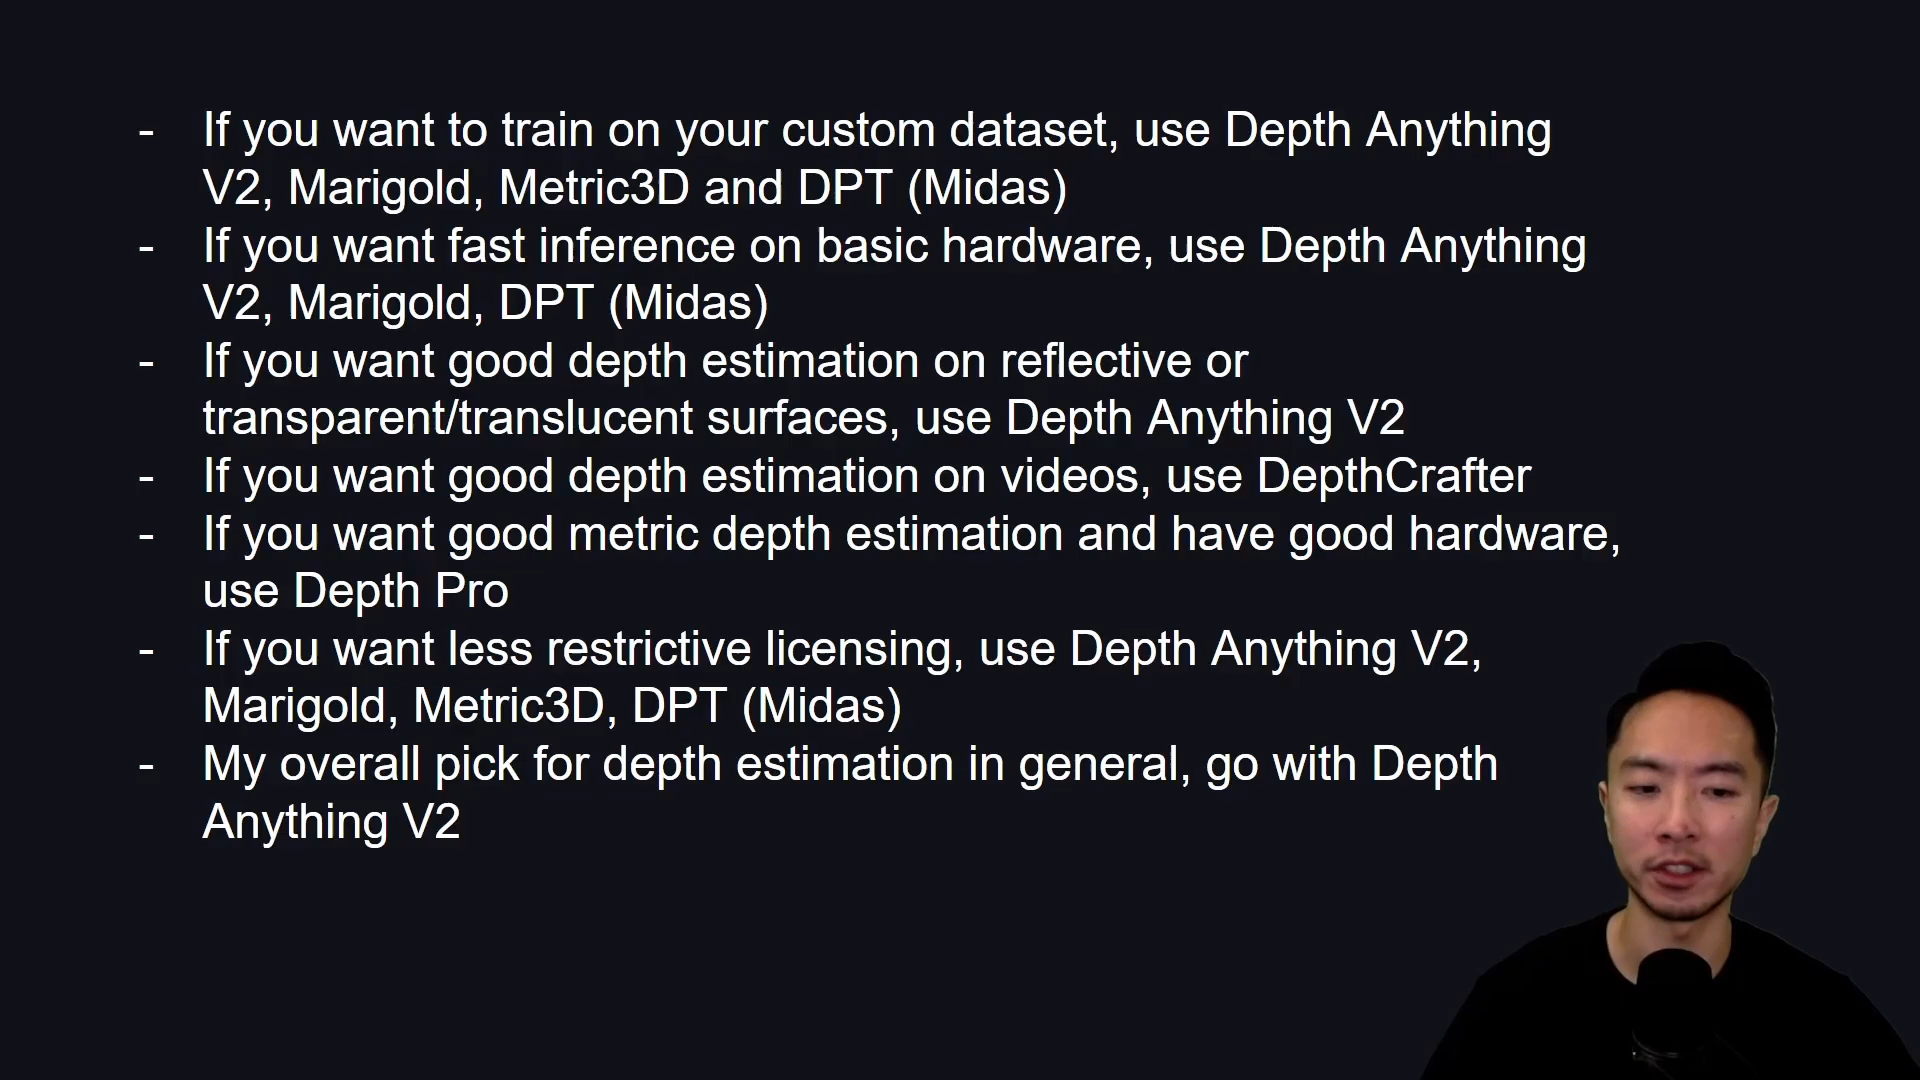 - If you want to train on your custom dataset, use Depth Anything
V2, Marigold, Metric3D and DPT (Midas)
- If you want fast inference on basic hardware, use Depth Anything
V2, Marigold, DPT (Midas)
- If you want good depth estimation on reflective or
transparent/translucent surfaces, use Depth Anything V2
- If you want good depth estimation on videos, use DepthCrafter
- If you want good metric depth estimation and have good hardware,
use Depth Pro
- If you want less restrictive licensing, use Depth Anything V2,
Marigold, Metric3D, DPT (Midas)
- My overall pick for depth estimation in general, go with Depth
Anything V2